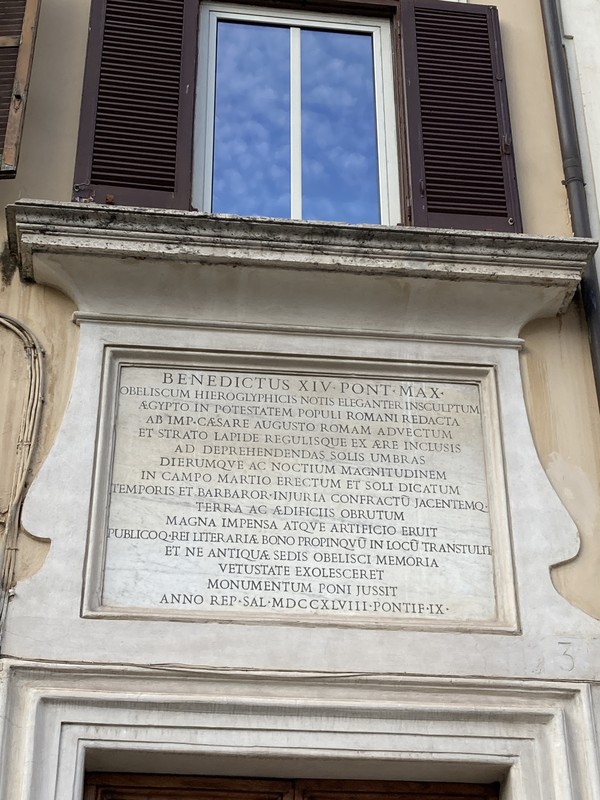 BENEDICTUS XIV·PONT·MAX·
OBELISCUM HIEROGLYPHICIS NOTIS ELEGANTER INSCULPTUM
ÆGYPTO IN POTESTATEM POPULI ROMANI REDACTA
AB IMP·CÆSARE AUGUSTO ROMAM ADVECTUM
ET STRATO LAPIDE REGULISQUE EX ÆRE INCLUSIS
AD DEPREHENDENDAS SOLIS UMBRAS
DIERUMQVE AC NOCTIUM MAGNITUDINEM
IN CAMPO MARTIO ERECTUM ET SOLI DICATUM
TEMPORIS ET BARBAROR·INJURIA CONFRACTŪ JACENTEMQ·
TERRA AC ÆDIFICIIS OBRUTUM
MAGNA IMPENSA ATQVE ARTIFICIO ERUIT
PUBLICOQ·REI LITERARIÆ BONO PROPINQVŪ IN LOCŪ TRANSTULIT
ET NE ANTIQUÆ SEDIS OBELISCI MEMORIA
VETUSTATE EXOLESCERET
MONUMENTUM PONI JUSSIT
ANNO REP·SAL·MDCCXLVIII·PONTIF·IX·
3